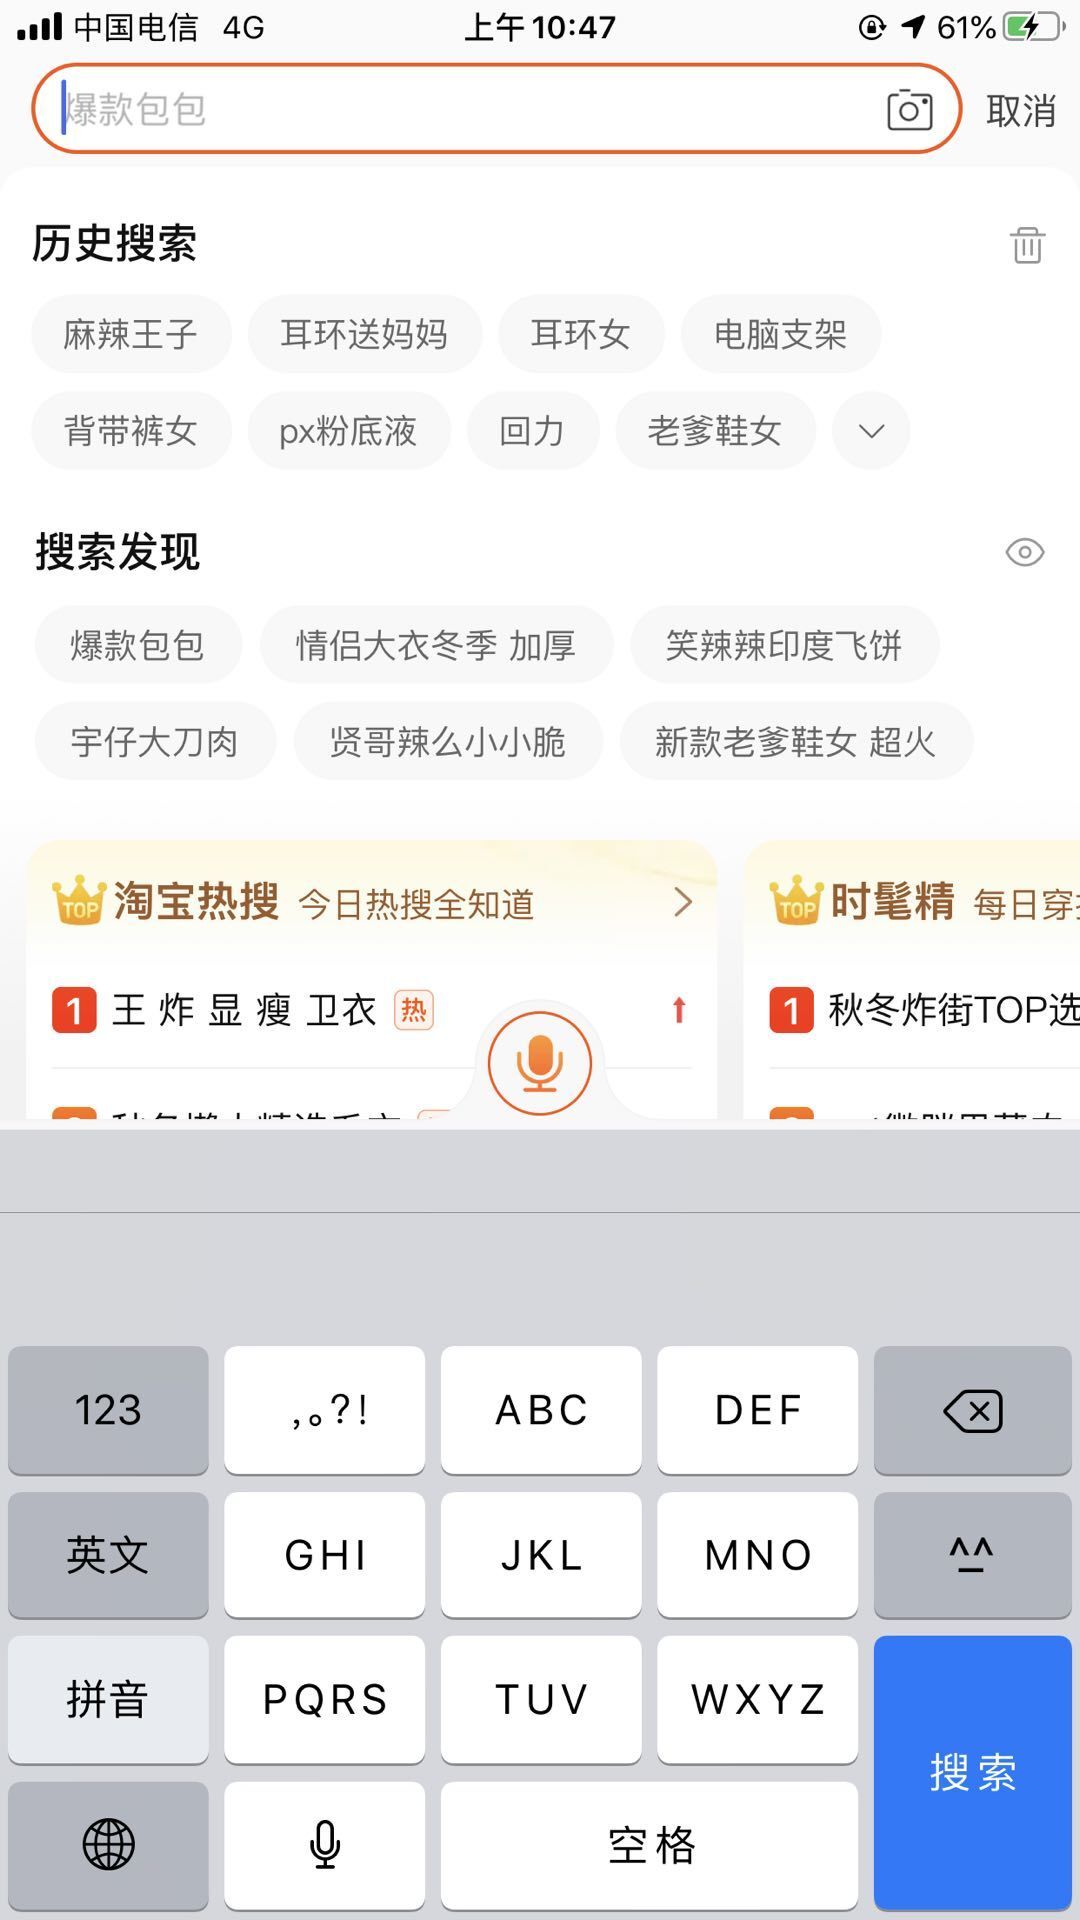 中国电信 4G 上午10:47 61%
爆款包包 取消
历史搜索
麻辣王子 耳环送妈妈 耳环女 电脑支架
背带裤女 px粉底液 回力 老爹鞋女
搜索发现
爆款包包 情侣大衣冬季 加厚 笑辣辣印度飞饼
宇仔大刀肉 贤哥辣么小小脆 新款老爹鞋女 超火
TOP 淘宝热搜 今日热搜全知道
1 王 炸 显 瘦 卫衣 热
TOP 时髦精 每日穿
1 秋冬炸街TOP选
123 ,。?! ABC DEF
英文 GHI JKL MNO ^^
拼音 PQRS TUV WXYZ
搜索
空格